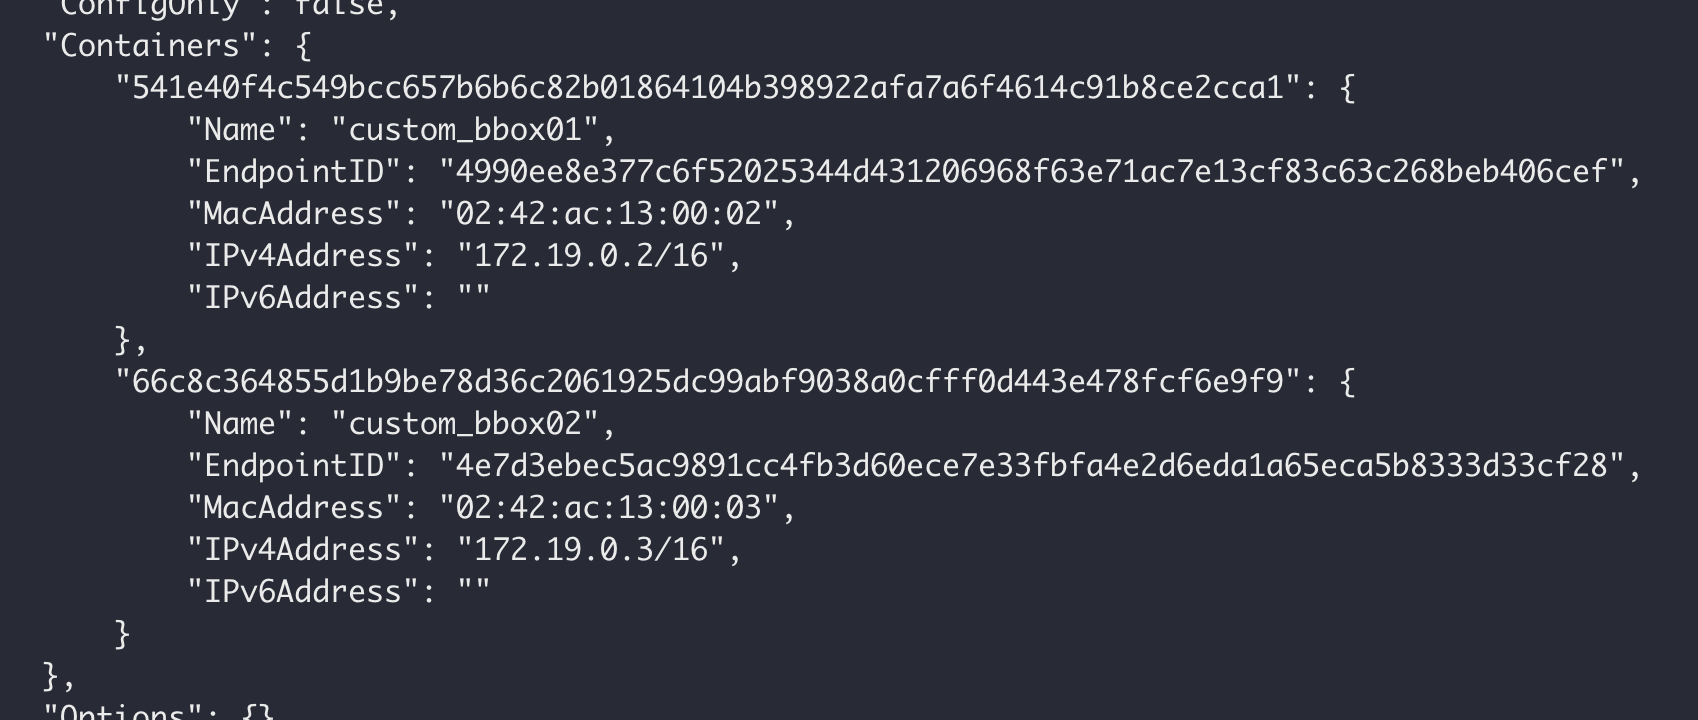 "ConfigOnly": false,
"Containers": {
"541e40f4c549bcc657b6b6c82b01864104b398922afa7a6f4614c91b8ce2cca1": {
"Name": "custom_bbox01",
"EndpointID": "4990ee8e377c6f52025344d431206968f63e71ac7e13cf83c63c268beb406cef",
"MacAddress": "02:42:ac:13:00:02",
"IPv4Address": "172.19.0.2/16",
"IPv6Address": ""
},
"66c8c364855d1b9be78d36c2061925dc99abf9038a0cfff0d443e478fcf6e9f9": {
"Name": "custom_bbox02",
"EndpointID": "4e7d3ebec5ac9891cc4fb3d60ece7e33fbfa4e2d6eda1a65eca5b8333d33cf28",
"MacAddress": "02:42:ac:13:00:03",
"IPv4Address": "172.19.0.3/16",
"IPv6Address": ""
}
},
"Options": {}